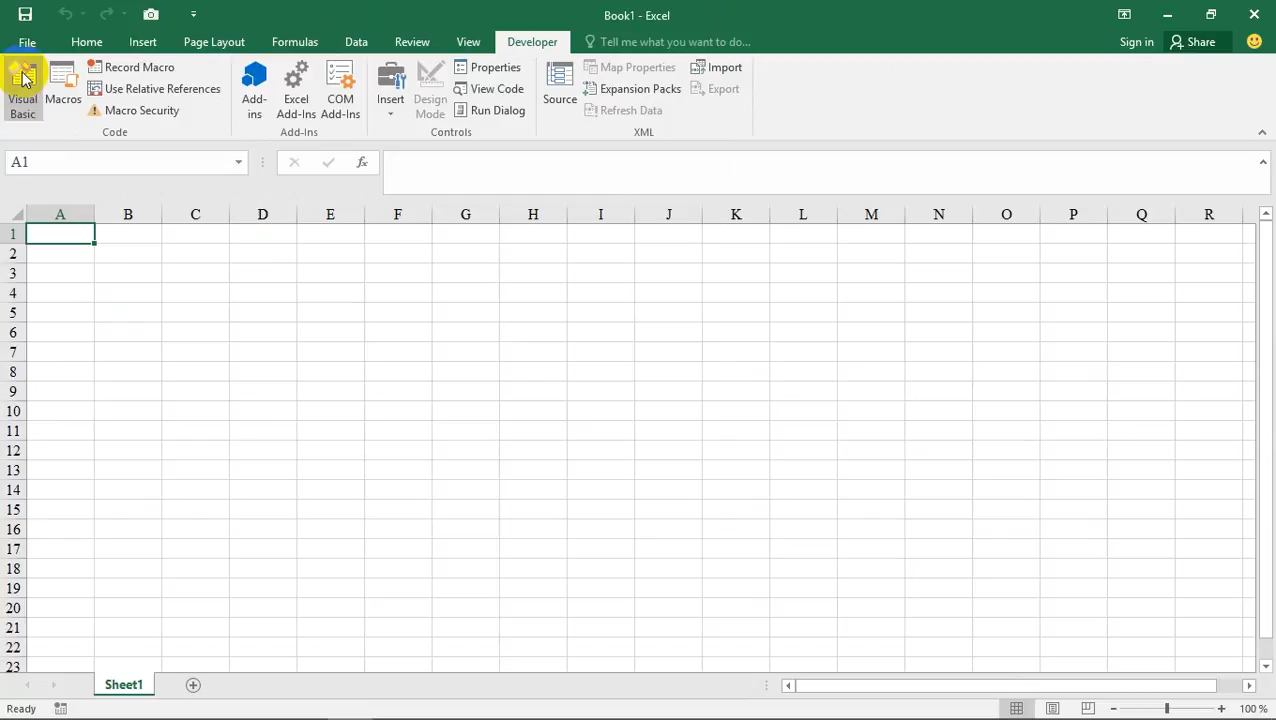 Book1 - Excel
File Home Insert Page Layout Formulas Data Review View Developer Tell me what you want to do... Sign in Share
Visual Basic
Macros
Record Macro
Use Relative References
Macro Security
Code
Add-ins
Excel Add-Ins
COM Add-Ins
Add-Ins
Insert
Design Mode
Properties
View Code
Run Dialog
Controls
Source
Map Properties
Expansion Packs
Refresh Data
Import
Export
XML
A1 fx
A B C D E F G H I J K L M N O P Q R
1
2
3
4
5
6
7
8
9
10
11
12
13
14
15
16
17
18
19
20
21
22
23
Sheet1
Ready 100 %